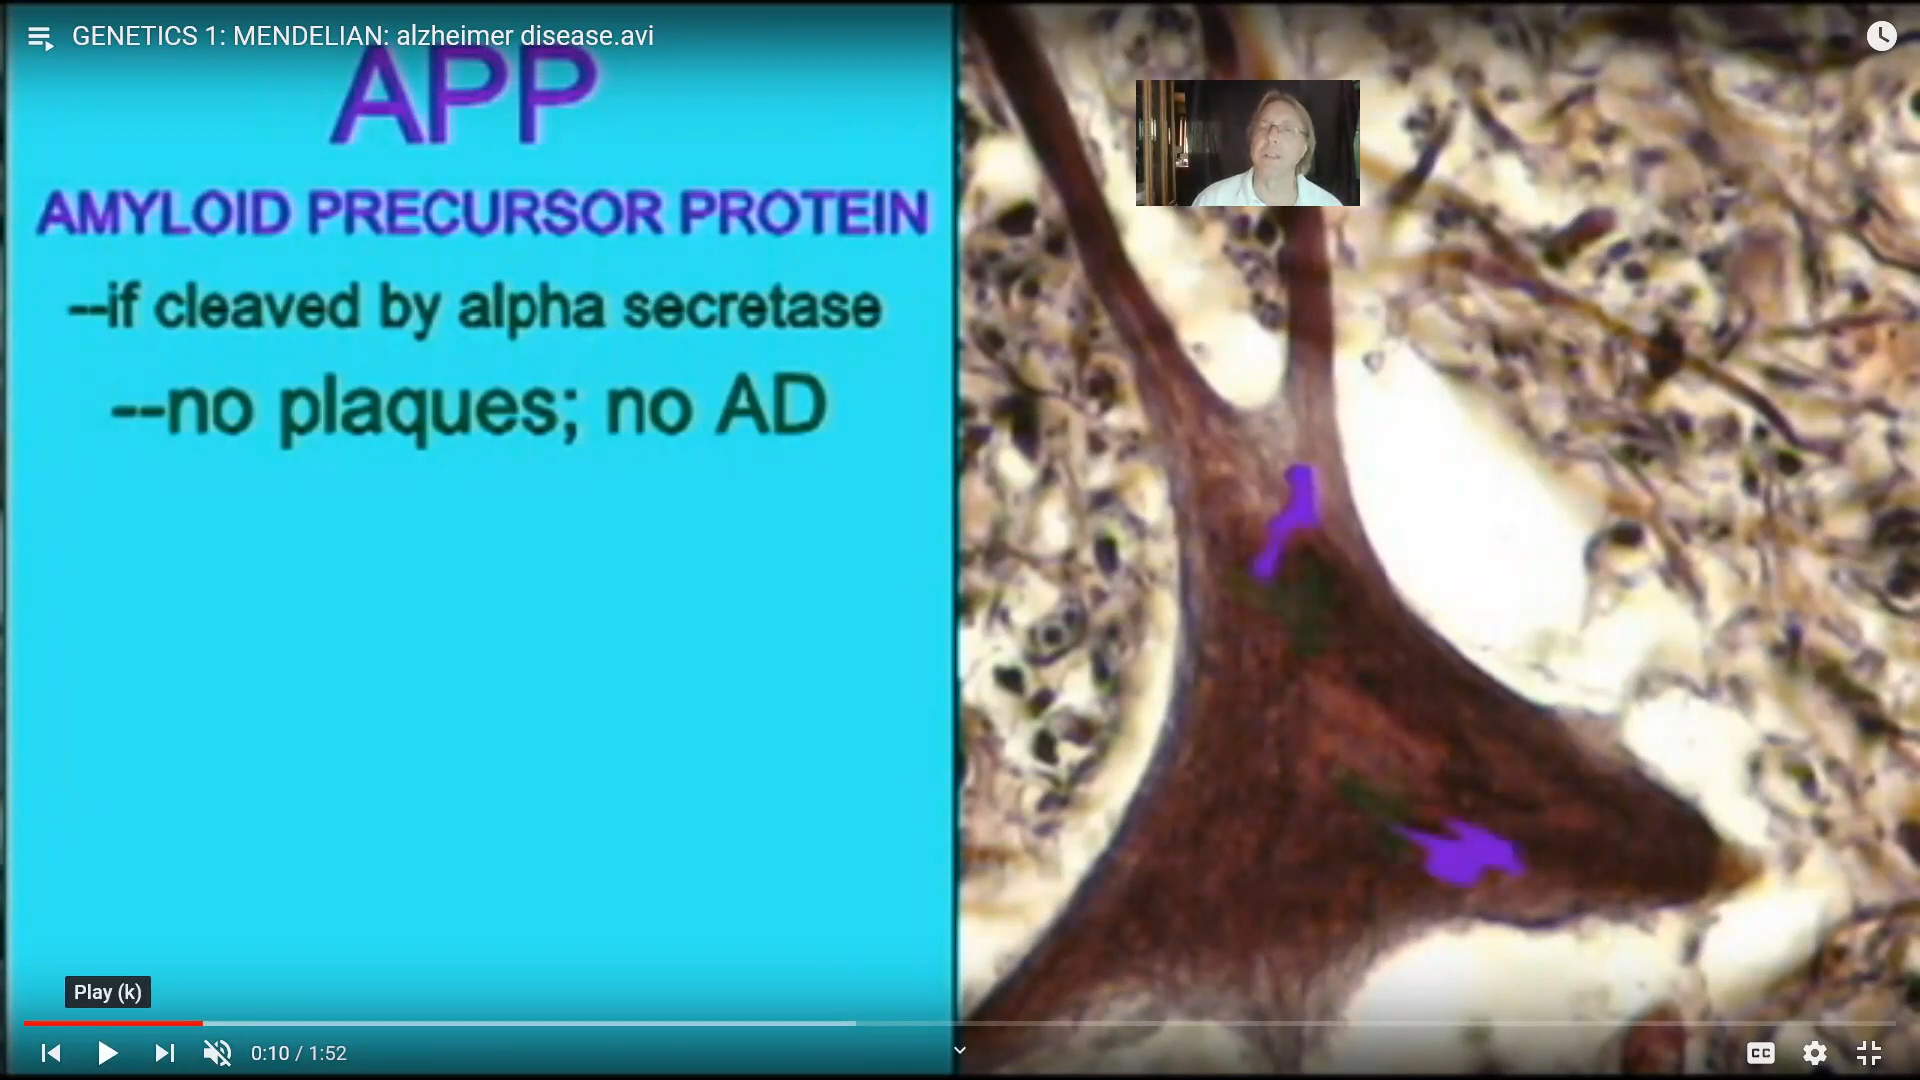 GENETICS 1: MENDELIAN: alzheimer disease.avi
APP
AMYLOID PRECURSOR PROTEIN
--if cleaved by alpha secretase
--no plaques; no AD
Play (k)
0:10 / 1:52
CC